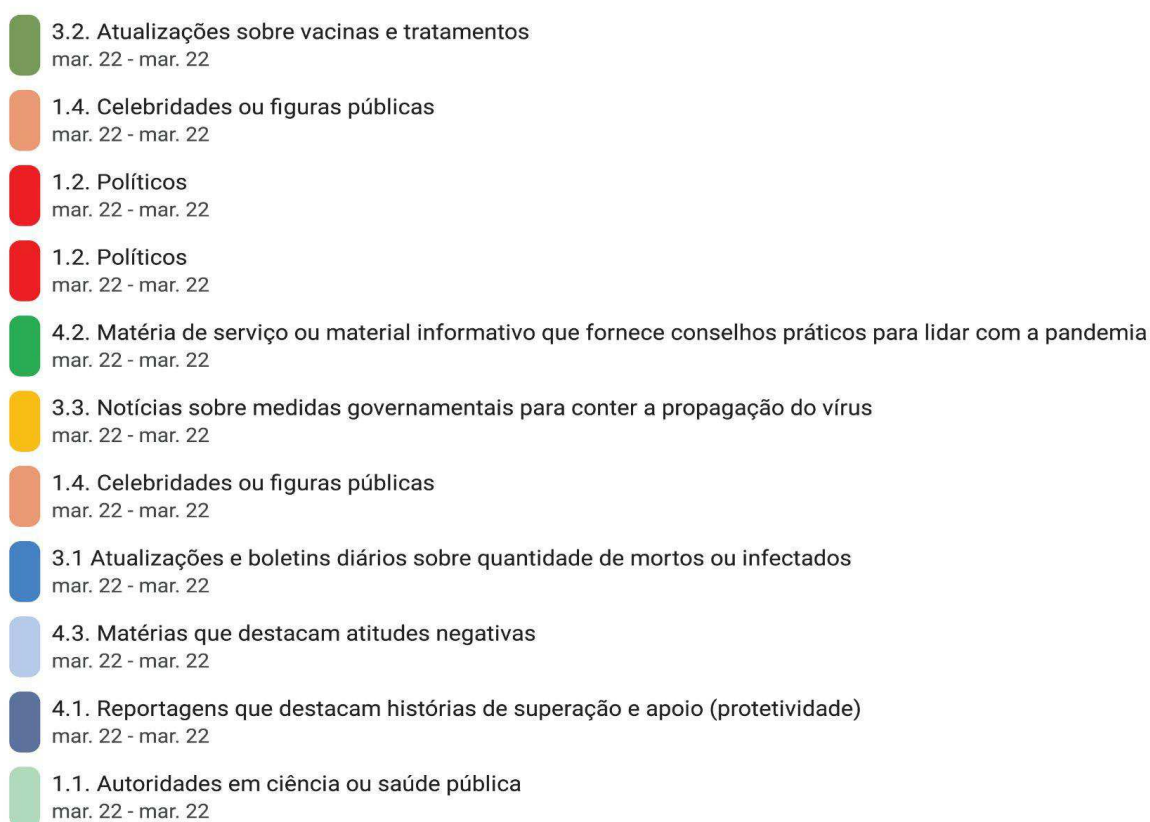 3.2. Atualizações sobre vacinas e tratamentos
mar. 22 - mar. 22
1.4. Celebridades ou figuras públicas
mar. 22 - mar. 22
1.2. Políticos
mar. 22 - mar. 22
1.2. Políticos
mar. 22 - mar. 22
4.2. Matéria de serviço ou material informativo que fornece conselhos práticos para lidar com a pandemia
mar. 22 - mar. 22
3.3. Notícias sobre medidas governamentais para conter a propagação do vírus
mar. 22 - mar. 22
1.4. Celebridades ou figuras públicas
mar. 22 - mar. 22
3.1 Atualizações e boletins diários sobre quantidade de mortos ou infectados
mar. 22 - mar. 22
4.3. Matérias que destacam atitudes negativas
mar. 22 - mar. 22
4.1. Reportagens que destacam histórias de superação e apoio (protetividade)
mar. 22 - mar. 22
1.1. Autoridades em ciência ou saúde pública
mar. 22 - mar. 22